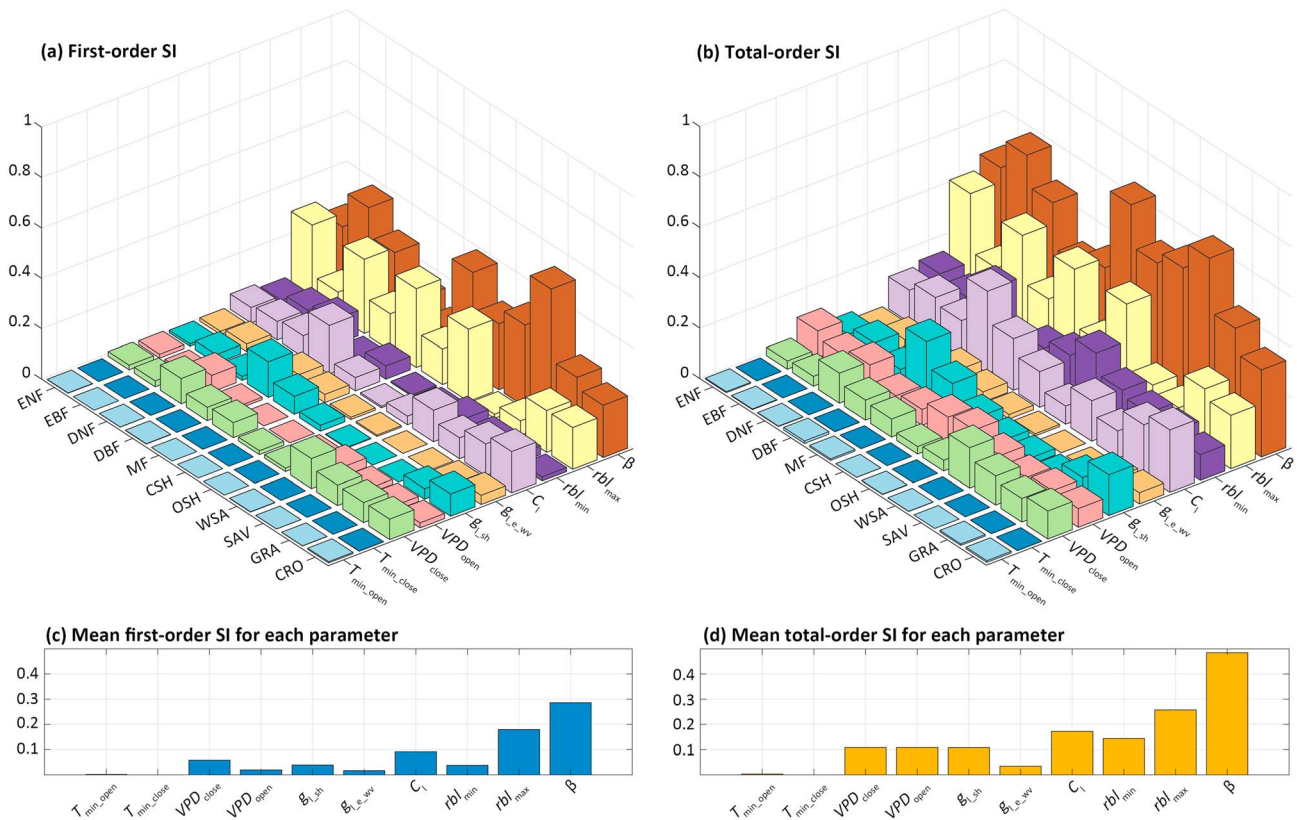 (a) First-order SI
1
0.8
0.6
0.4
0.2
0
ENF
EBF
DNF
DBF
MF
CSH
OSH
WSA
SAV
GRA
CRO
T min_open
T min_close
VPD close
VPD open
g l_sh
g l_e_wv
C l
rbl min
rbl max
β
(b) Total-order SI
1
0.8
0.6
0.4
0.2
0
ENF
EBF
DNF
DBF
MF
CSH
OSH
WSA
SAV
GRA
CRO
T min_open
T min_close
VPD close
VPD open
g l_sh
g l_e_wv
C l
rbl min
rbl max
β
(c) Mean first-order SI for each parameter
0.4
0.3
0.2
0.1
T min_open
T min_close
VPD close
VPD open
g l_sh
g l_e_wv
C l
rbl min
rbl max
β
(d) Mean total-order SI for each parameter
0.4
0.3
0.2
0.1
T min_open
T min_close
VPD close
VPD open
g l_sh
g l_e_wv
C l
rbl min
rbl max
β